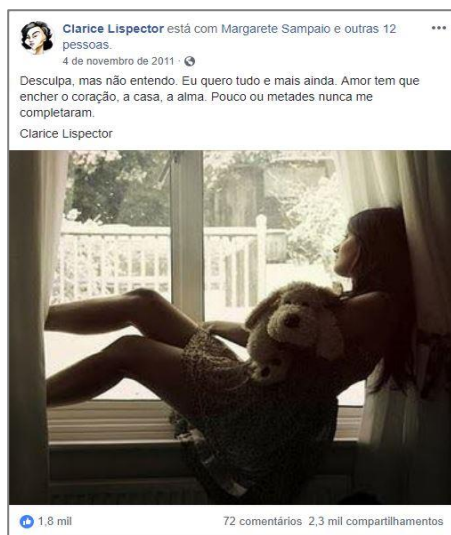 Clarice Lispector está com Margarete Sampaio e outras 12
pessoas.
4 de novembro de 2011 ·
Desculpa, mas não entendo. Eu quero tudo e mais ainda. Amor tem que
encher o coração, a casa, a alma. Pouco ou metades nunca me
completaram.
Clarice Lispector
1,8 mil
72 comentários 2,3 mil compartilhamentos